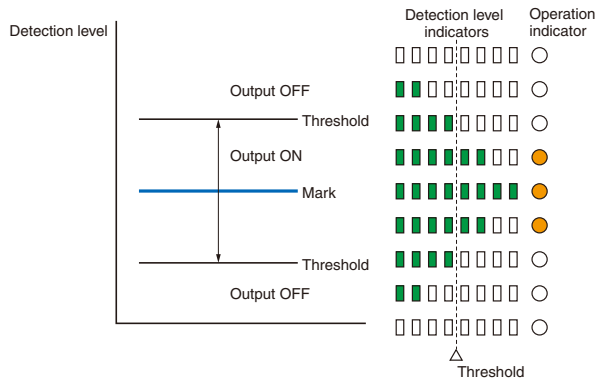 Detection level
Detection level
indicators
Operation
indicator
Output OFF
Threshold
Output ON
Mark
Threshold
Output OFF
Threshold